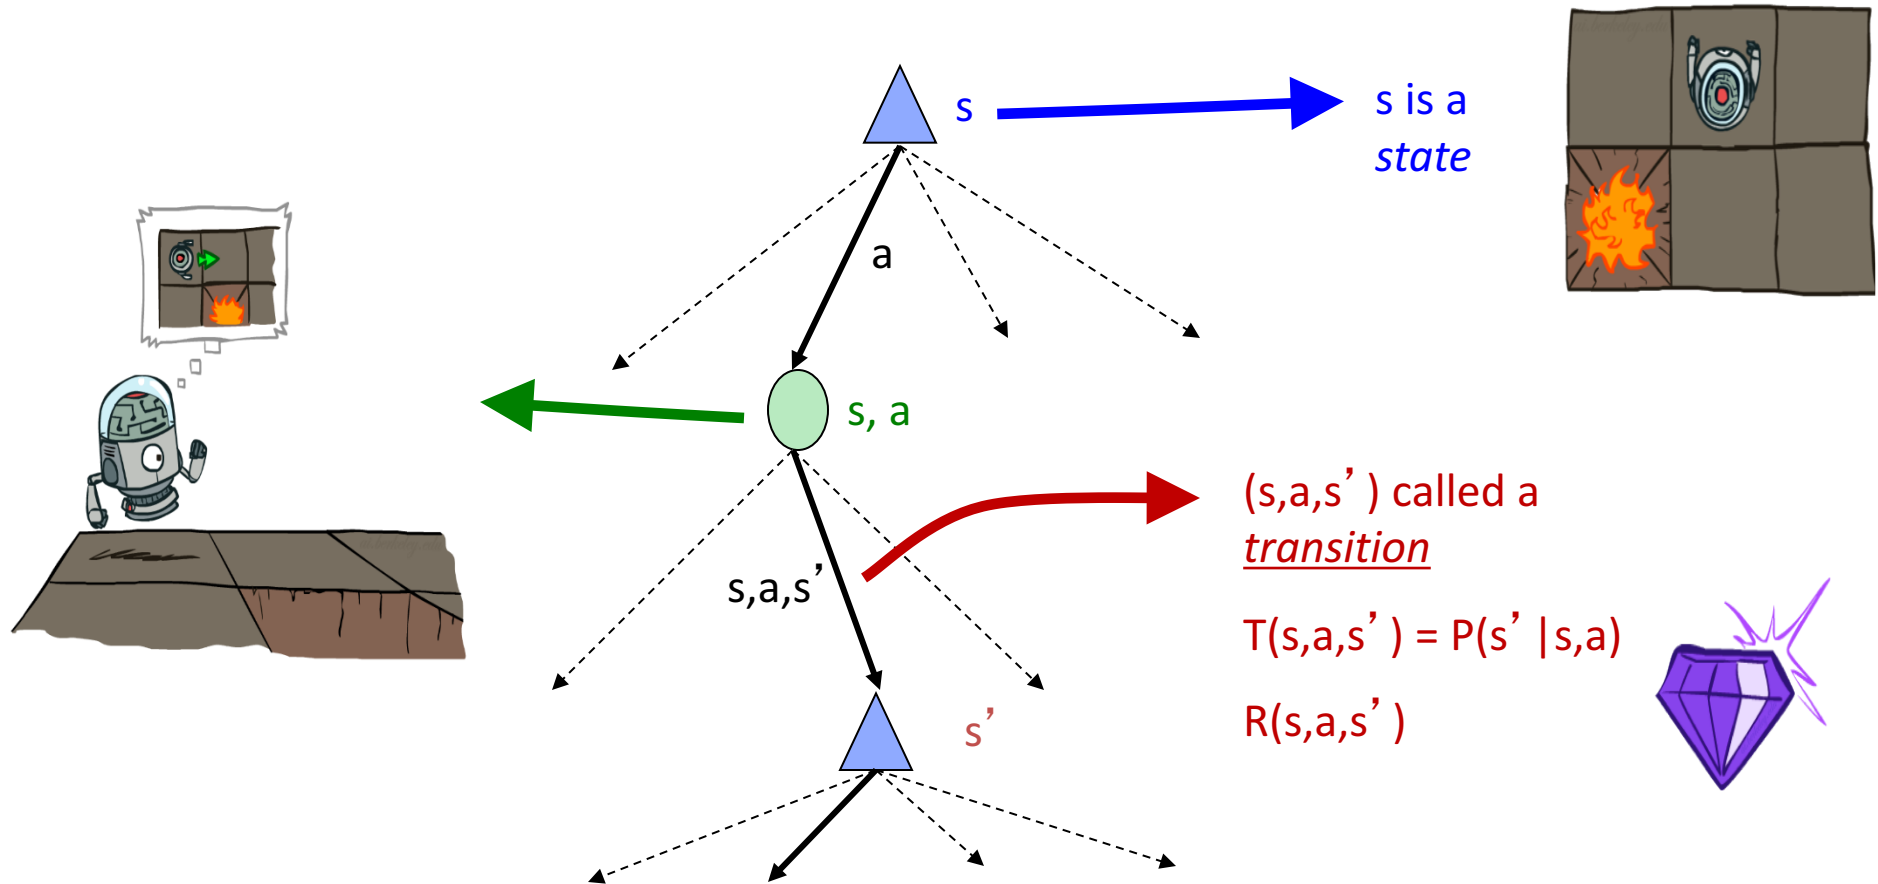 s
s is a
state
a
s, a
(s,a,s’ ) called a
transition
s,a,s’
T(s,a,s’ ) = P(s’ |s,a)
R(s,a,s’ )
s’